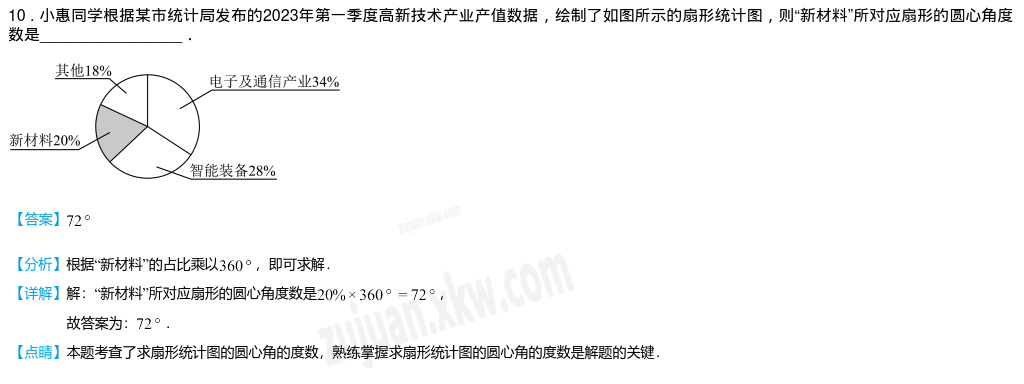 10．小惠同学根据某市统计局发布的2023年第一季度高新技术产业产值数据，绘制了如图所示的扇形统计图，则“新材料”所对应扇形的圆心角度
数是________________．
其他18%
电子及通信产业34%
新材料20%
智能装备28%
【答案】72°
【分析】根据“新材料”的占比乘以360°，即可求解．
【详解】解：“新材料”所对应扇形的圆心角度数是20%×360°=72°，
故答案为：72°．
【点睛】本题考查了求扇形统计图的圆心角的度数，熟练掌握求扇形统计图的圆心角的度数是解题的关键．
zujuan.xkw.com
zujuan.xkw.com